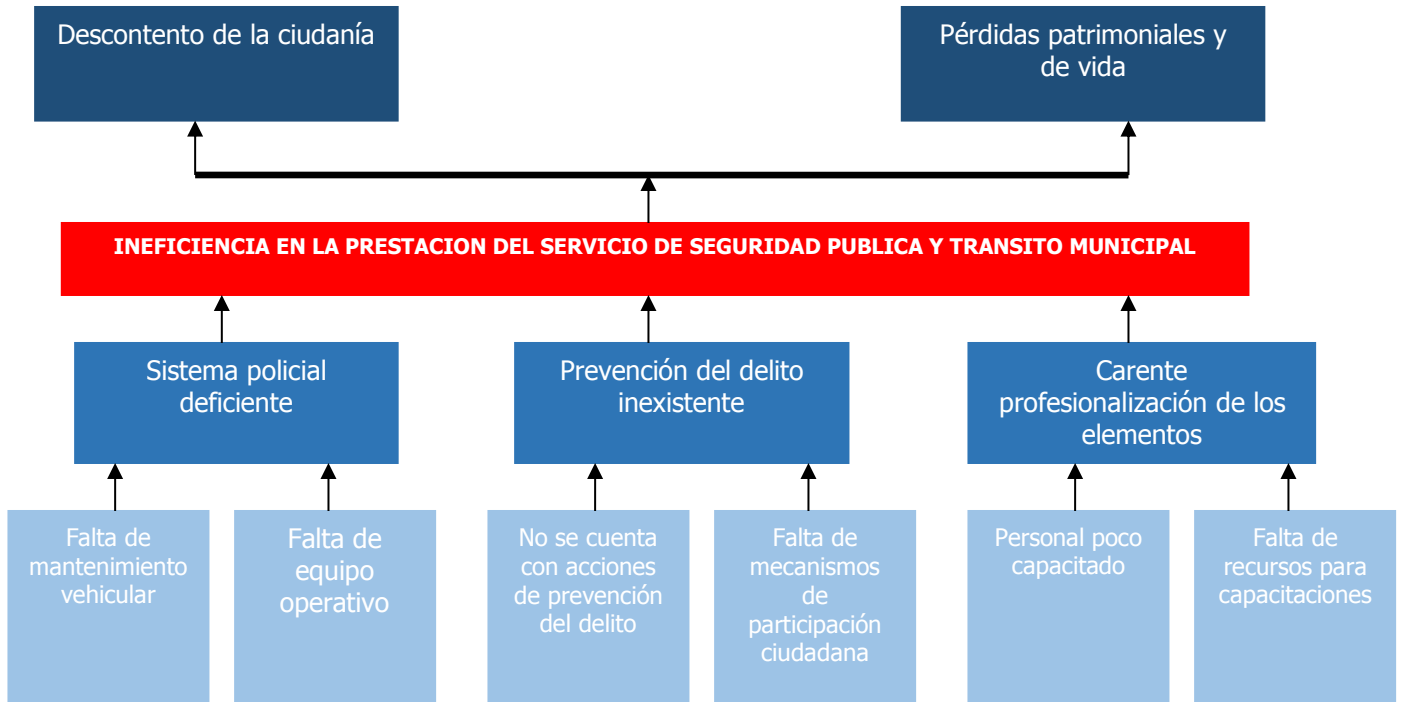 Descontento de la ciudanía
Pérdidas patrimoniales y
de vida
INEFICIENCIA EN LA PRESTACION DEL SERVICIO DE SEGURIDAD PUBLICA Y TRANSITO MUNICIPAL
Sistema policial
deficiente
Prevención del delito
inexistente
Carente
profesionalización de los
elementos
Falta de
mantenimiento
vehicular
Falta de
equipo
operativo
No se cuenta
con acciones
de prevención
del delito
Falta de
mecanismos
de
participación
ciudadana
Personal poco
capacitado
Falta de
recursos para
capacitaciones